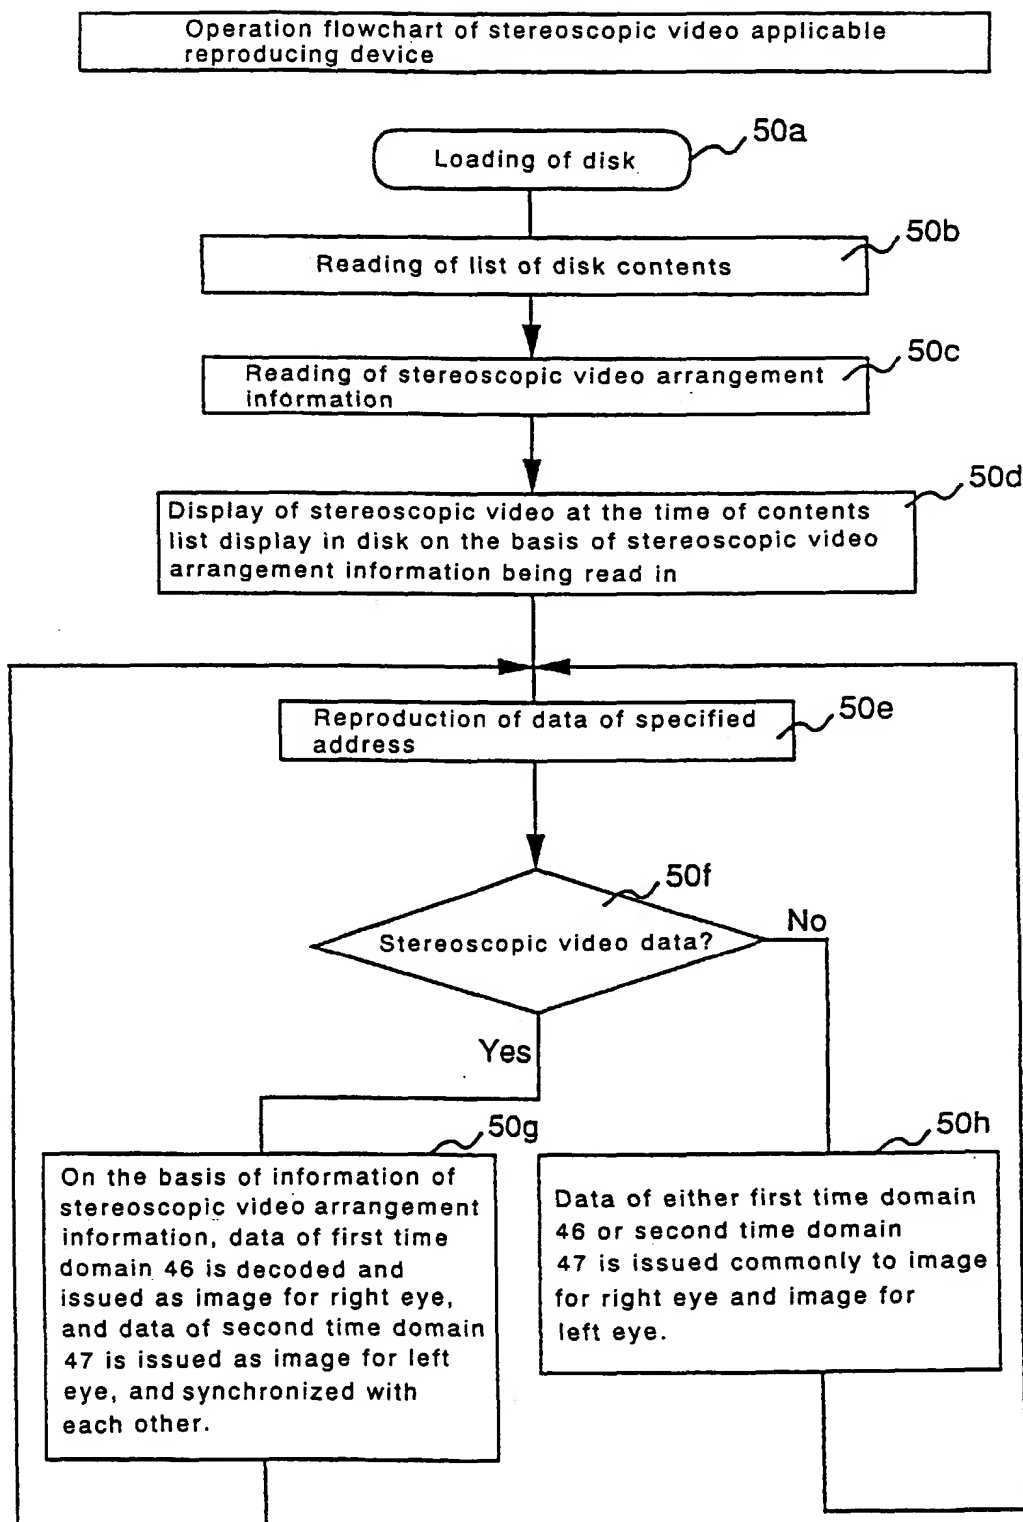 Operation flowchart of stereoscopic video applicable
reproducing device
50a
Loading of disk
50b
Reading of list of disk contents
50c
Reading of stereoscopic video arrangement
information
50d
Display of stereoscopic video at the time of contents
list display in disk on the basis of stereoscopic video
arrangement information being read in
Reproduction of data of specified
address
50e
50f
Stereoscopic video data?
No
Yes
50g
On the basis of information of
stereoscopic video arrangement
information, data of first time
domain 46 is decoded and
issued as image for right eye,
and data of second time domain
47 is issued as image for left
eye, and synchronized with
each other.
50h
Data of either first time domain
46 or second time domain
47 is issued commonly to image
for right eye and image for
left eye.